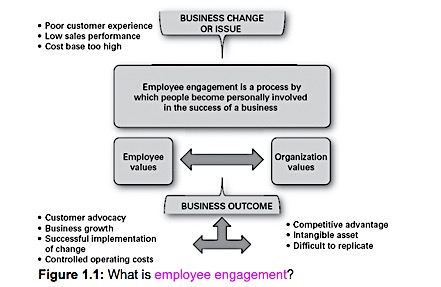 • Poor customer experience
• Low sales performance
• Cost base too high
BUSINESS CHANGE
OR ISSUE
Employee engagement is a process by
which people become personally involved
in the success of a business
Employee
values
Organization
values
BUSINESS OUTCOME
• Customer advocacy
• Business growth
• Successful implementation
of change
• Controlled operating costs
• Competitive advantage
• Intangible asset
• Difficult to replicate
Figure 1.1: What is employee engagement?